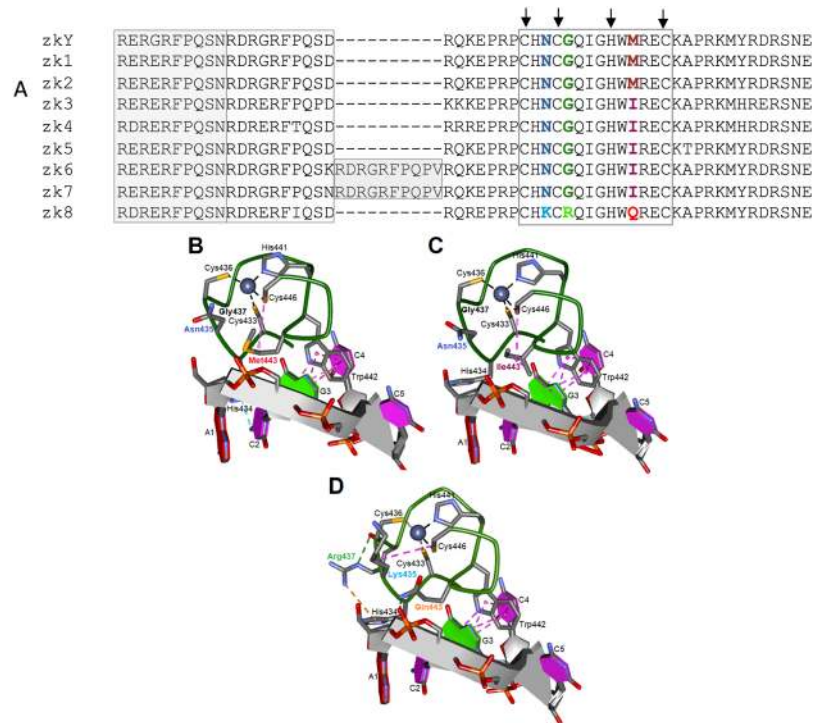 zkY RERGRFPQSNRDRGRFPQSD----------RQKEPRPCHNCGQIGHWMRECKAPRKMYRDRSNE
zk1 RERERFPQSNRDRGRFPQSD----------RQKEPRPCHNCGQIGHWMRECKAPRKMYRDRSNE
zk2 RERERFPQSNRDRGRFPQSD----------RQKEPRPCHNCGQIGHWMRECKAPRKMYRDRSNE
A
zk3 RERERFPQSNRDRERFPQPD----------KKKEPRPCHNCGQIGHWIRECKAPRKMHRERSNE
zk4 RDRERFPQSNRDRERFTQSD----------RRREPRPCHNCGQIGHWIRECKAPRKMHRDRSNE
zk5 RERERFPQSNRDRGRFPQSD----------RQKEPRPCHNCGQIGHWIRECKTPRKMYRDRSNE
zk6 RERERFPQSNRDRGRFPQSKRDRGRFPQPVRQKEPRPCHNCGQIGHWIRECKAPRKMYRDRSNE
zk7 RERERFPQSNRDRGRFPQSNRDRGRFPQPVRQKEPRPCHNCGQIGHWIRECKAPRKMYRDRSNE
zk8 RDRERFPQSNRDRERFIQSD----------RQREPRPCHKCRQIGHWQRECKAPRKMYRDRSNE
B
His441
Cys436
Cys446
Gly437
Cys433
Asn435
Met443
C4
Trp442
His434
G3
C5
A1
C2
C
His441
Cys436
Cys446
Gly437
Cys433
Asn435
Ile443
C4
Trp442
His434
G3
C5
A1
C2
D
His441
Cys436
Cys446
Arg437
Cys433
Lys435
Gln443
C4
His434
Trp442
G3
C5
A1
C2